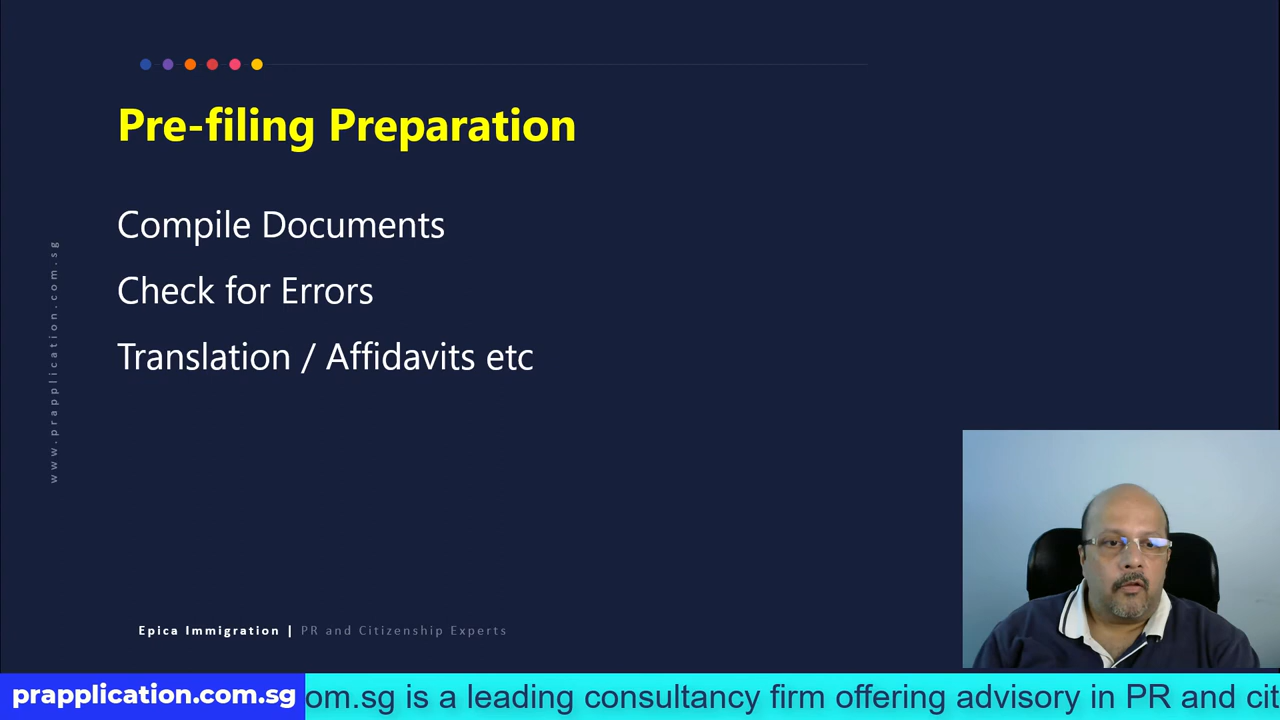 Pre-filing Preparation
Compile Documents
Check for Errors
Translation / Affidavits etc
www.prapplication.com.sg
Epica Immigration | PR and Citizenship Experts
prapplication.com.sg
om.sg is a leading consultancy firm offering advisory in PR and cit